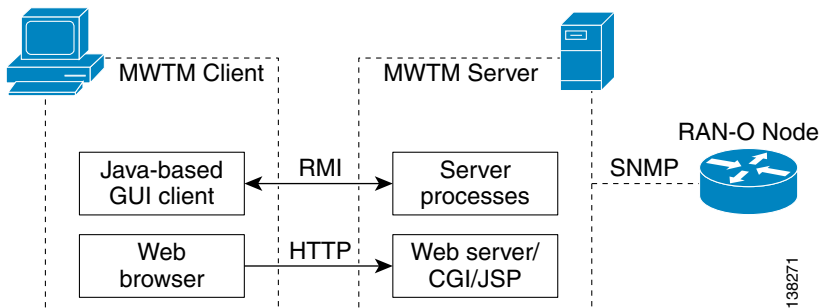 MWTM Client
MWTM Server
RAN-O Node
Java-based
GUI client
RMI
Server
processes
SNMP
Web
browser
HTTP
Web server/
CGI/JSP
138271